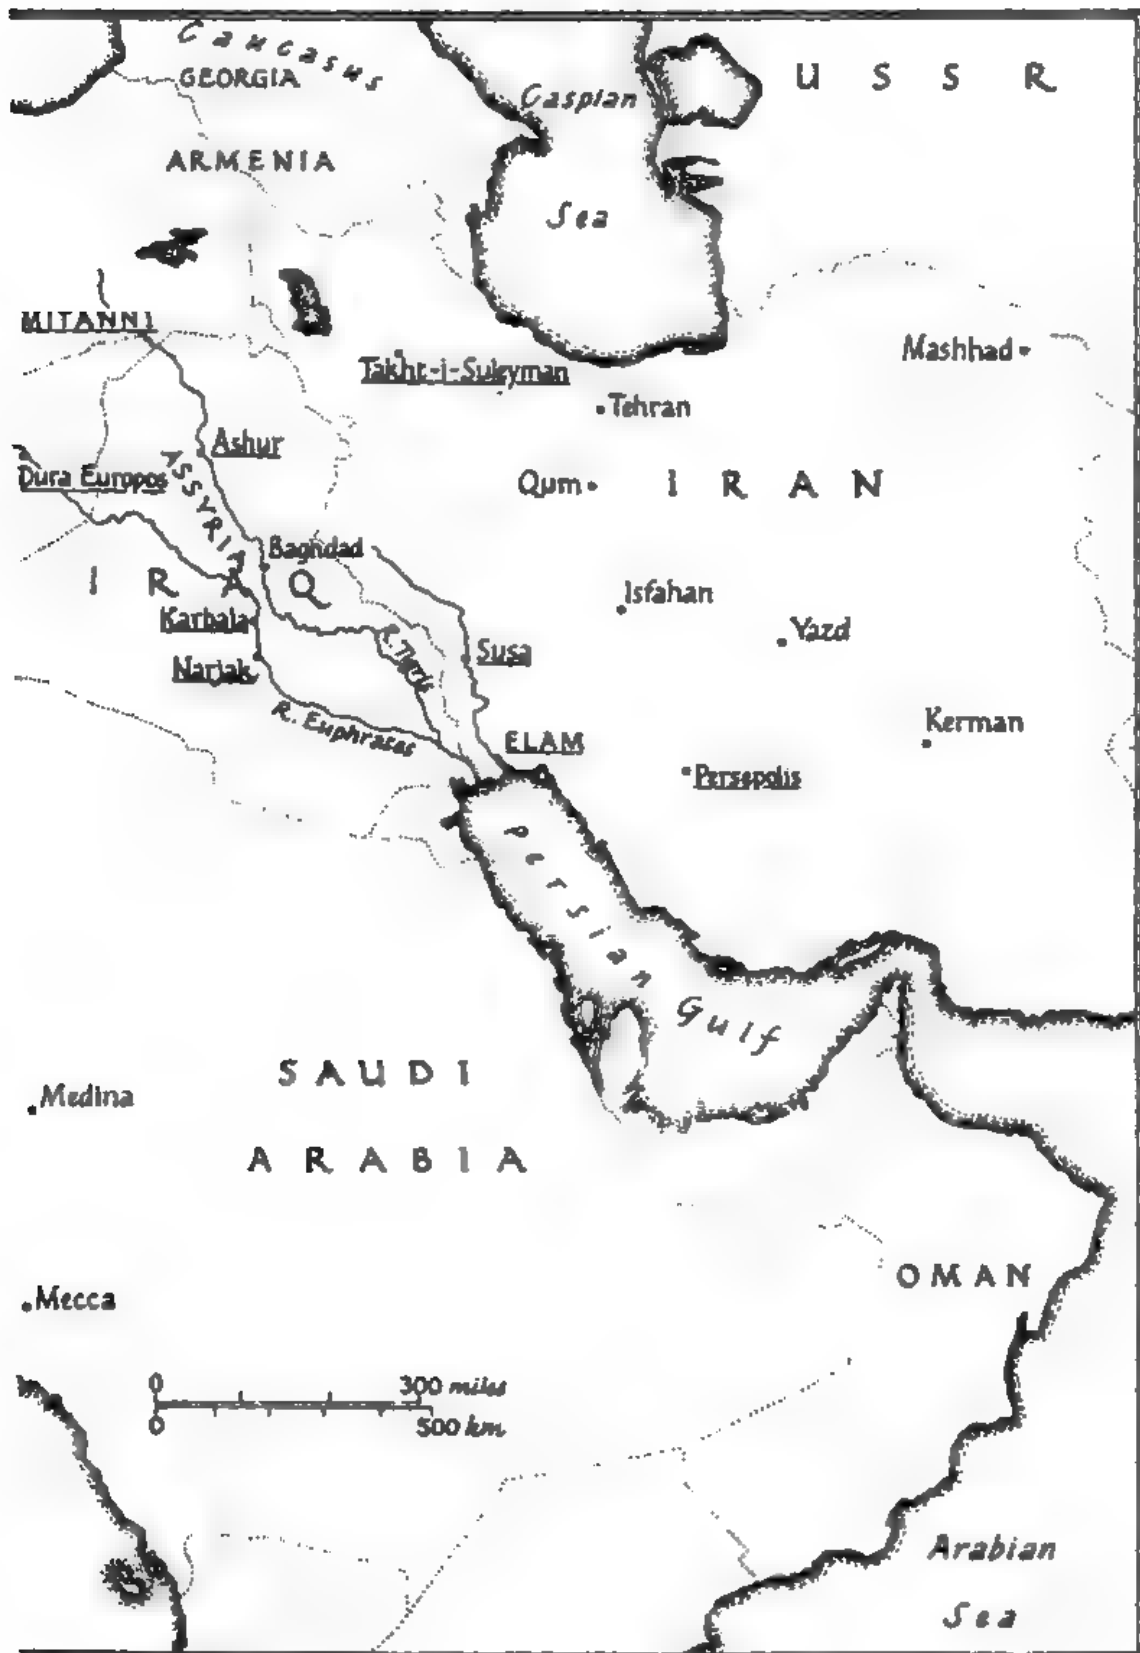 Caucasus
GEORGIA
Caspian
Sea
U S S R
ARMENIA
MITANNI
Takht-i-Suleyman
Mashhad
Tehran
Ashur
Dura Europos
ASSYRIA
Qum
I R A N
Baghdad
I R A Q
Isfahan
Karbala
Yazd
R. Tigris
Susa
Narjak
R. Euphrates
Kerman
ELAM
Persepolis
Persian
Gulf
SAUDI
Medina
ARABIA
OMAN
Mecca
0 300 miles
0 500 km
Arabian
Sea